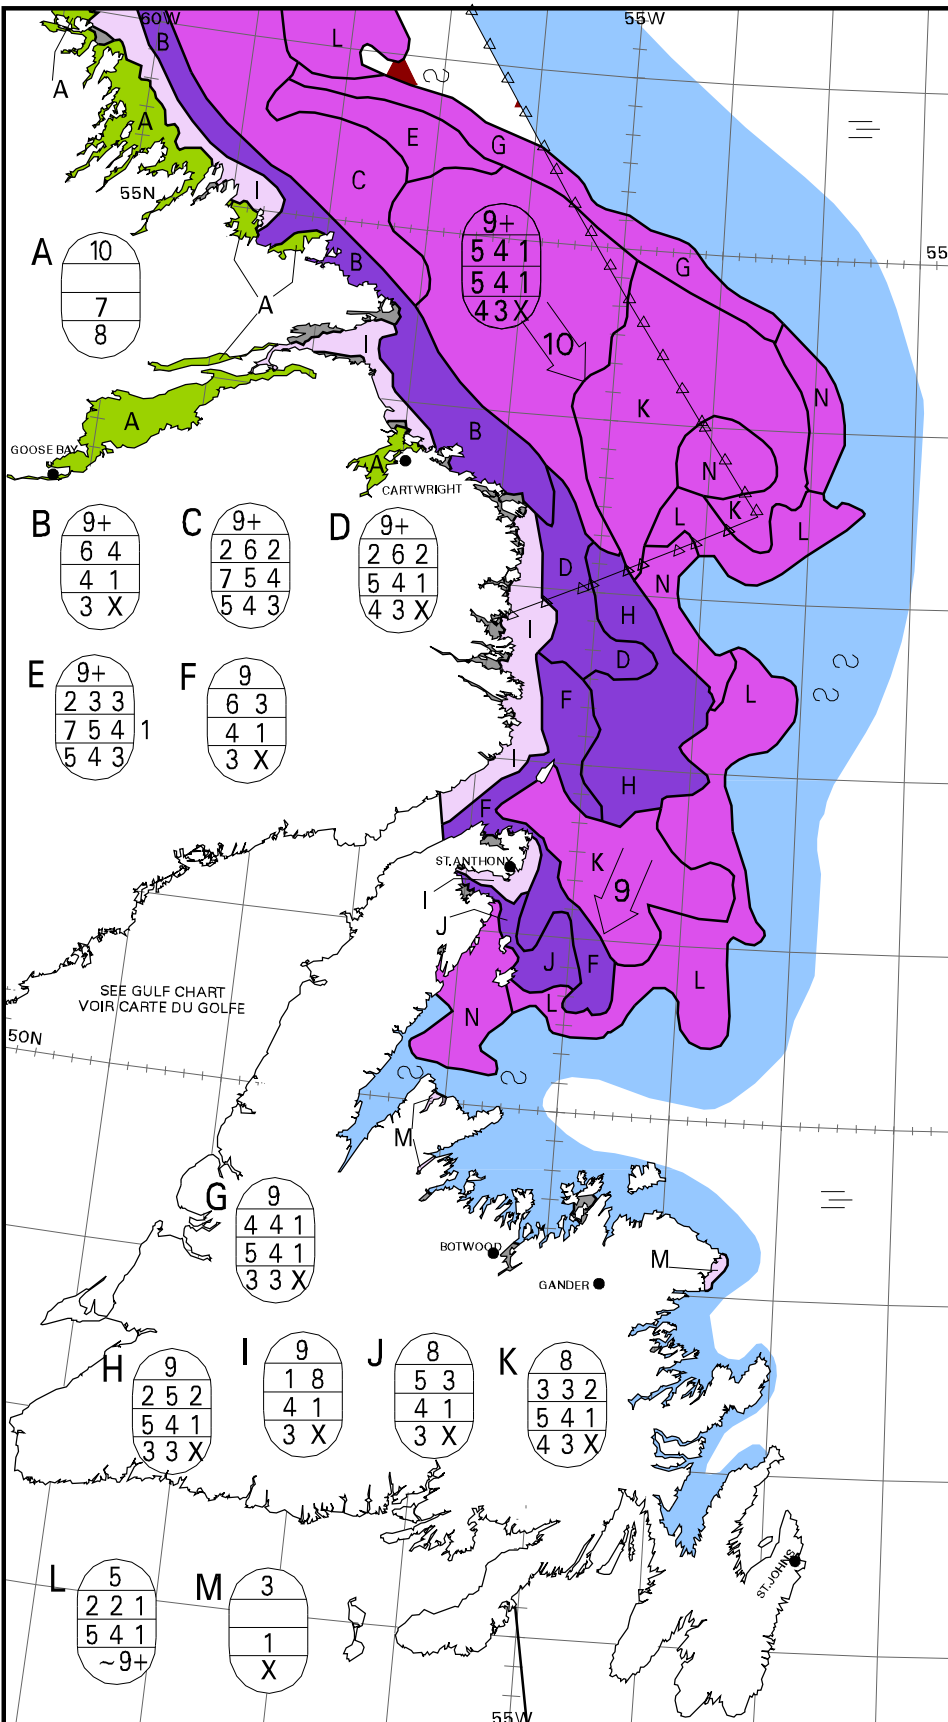 60W
55W
B
L
A
E
G
A
C
55N
I
9+
5 4 1
5 4 1
4 3 X
A
10
7
8
B
G
55
A
10
I
K
N
A
B
GOOSE BAY
A
N
CARTWRIGHT
B
9+
6 4
4 1
3 X
C
9+
2 6 2
7 5 4
5 4 3
D
9+
2 6 2
5 4 1
4 3 X
L
K
L
D
N
H
I
D
E
9+
2 3 3
7 5 4 1
5 4 3
F
9
6 3
4 1
3 X
F
L
I
H
F
K
ST.ANTHONY
9
I
J
J
F
SEE GULF CHART
VOIR CARTE DU GOLFE
L
L
N
50N
M
G
9
4 4 1
5 4 1
3 3 X
BOTWOOD
M
GANDER
H
9
2 5 2
5 4 1
3 3 X
I
9
1 8
4 1
3 X
J
8
5 3
4 1
3 X
K
8
3 3 2
5 4 1
4 3 X
L
5
2 2 1
5 4 1
~9+
M
3
1
X
ST.JOHNS
55W